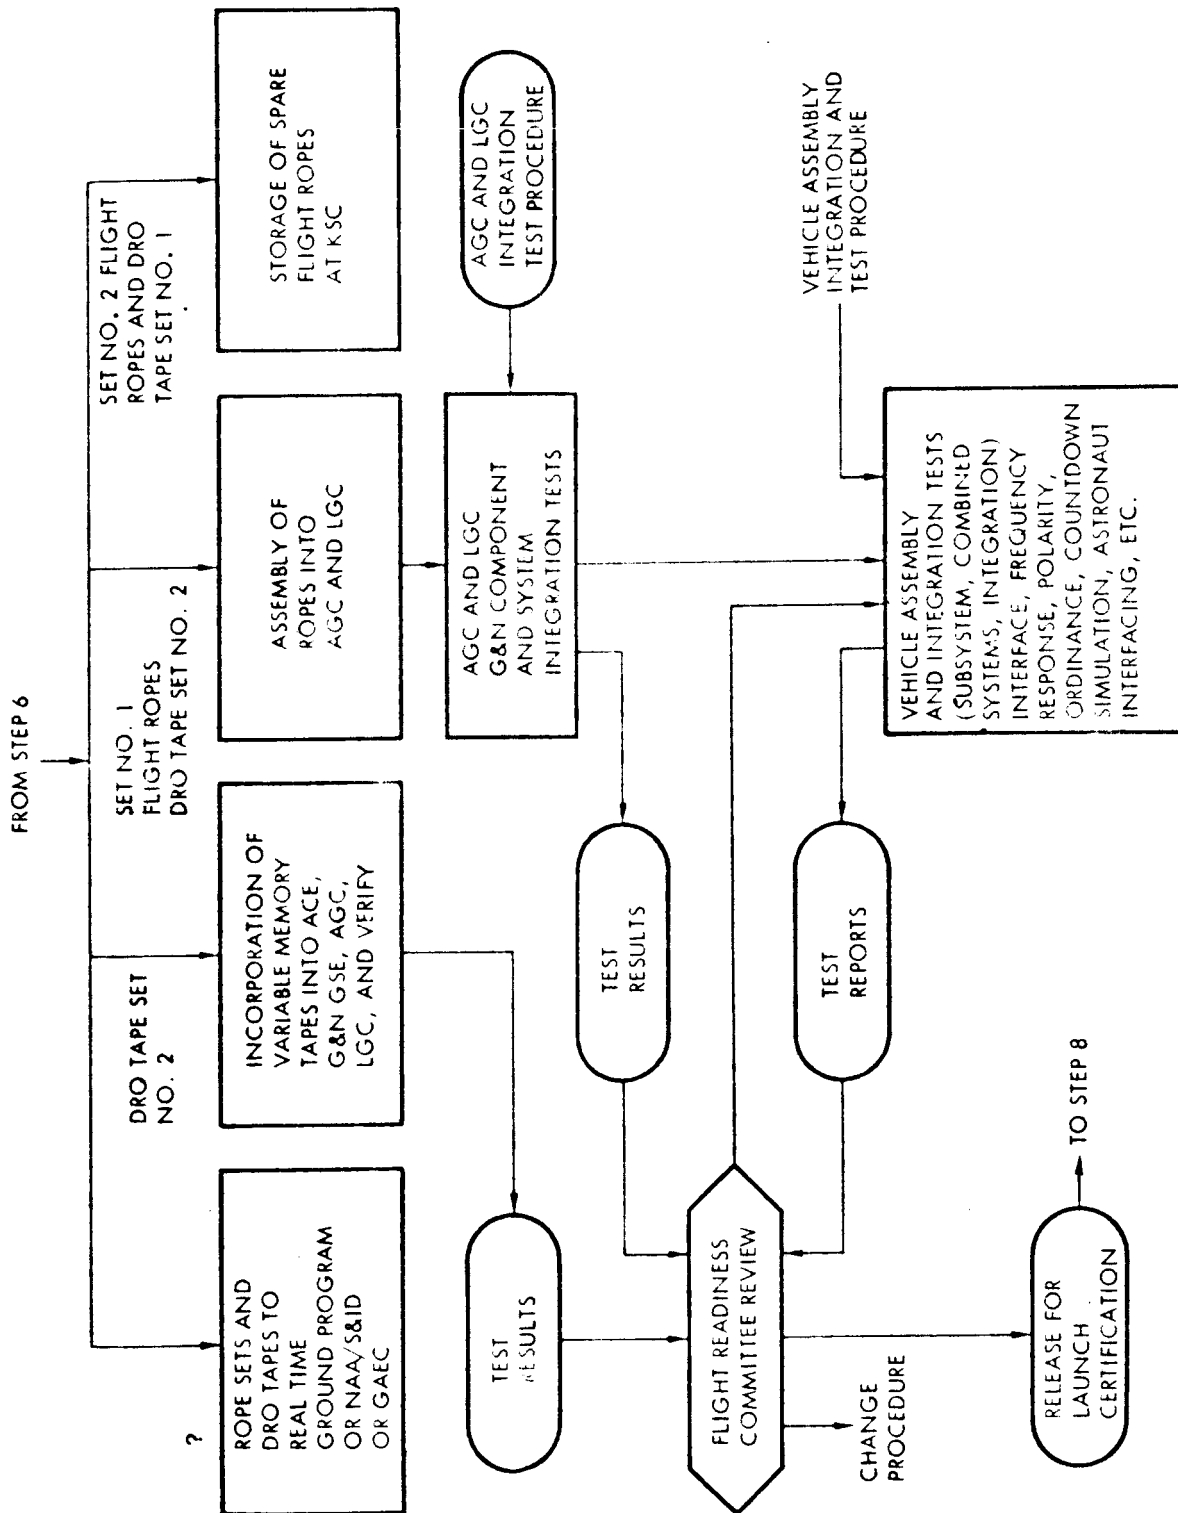 FROM STEP 6
?
DRO TAPE SET
NO. 2
SET NO. 1
FLIGHT ROPES
DRO TAPE SET NO. 2
SET NO. 2 FLIGHT
ROPES AND DRO
TAPE SET NO. 1
ROPE SETS AND
DRO TAPES TO
REAL TIME
GROUND PROGRAM
OR NAA/S&ID
OR GAEC
INCORPORATION OF
VARIABLE MEMORY
TAPES INTO ACE,
G&N GSE, AGC,
LGC, AND VERIFY
ASSEMBLY OF
ROPES INTO
AGC AND LGC
STORAGE OF SPARE
FLIGHT ROPES
AT KSC
TEST
RESULTS
AGC AND LGC
G&N COMPONENT
AND SYSTEM
INTEGRATION TESTS
AGC AND LGC
INTEGRATION
TEST PROCEDURE
TEST
RESULTS
FLIGHT READINESS
COMMITTEE REVIEW
TEST
REPORTS
VEHICLE ASSEMBLY
INTEGRATION AND
TEST PROCEDURE
CHANGE
PROCEDURE
VEHICLE ASSEMBLY
AND INTEGRATION TESTS
(SUBSYSTEM, COMBINED
SYSTEMS, INTEGRATION)
INTERFACE, FREQUENCY
RESPONSE, POLARITY,
ORDINANCE, COUNTDOWN
SIMULATION, ASTRONAUT
INTERFACING, ETC.
RELEASE FOR
LAUNCH
CERTIFICATION
TO STEP 8